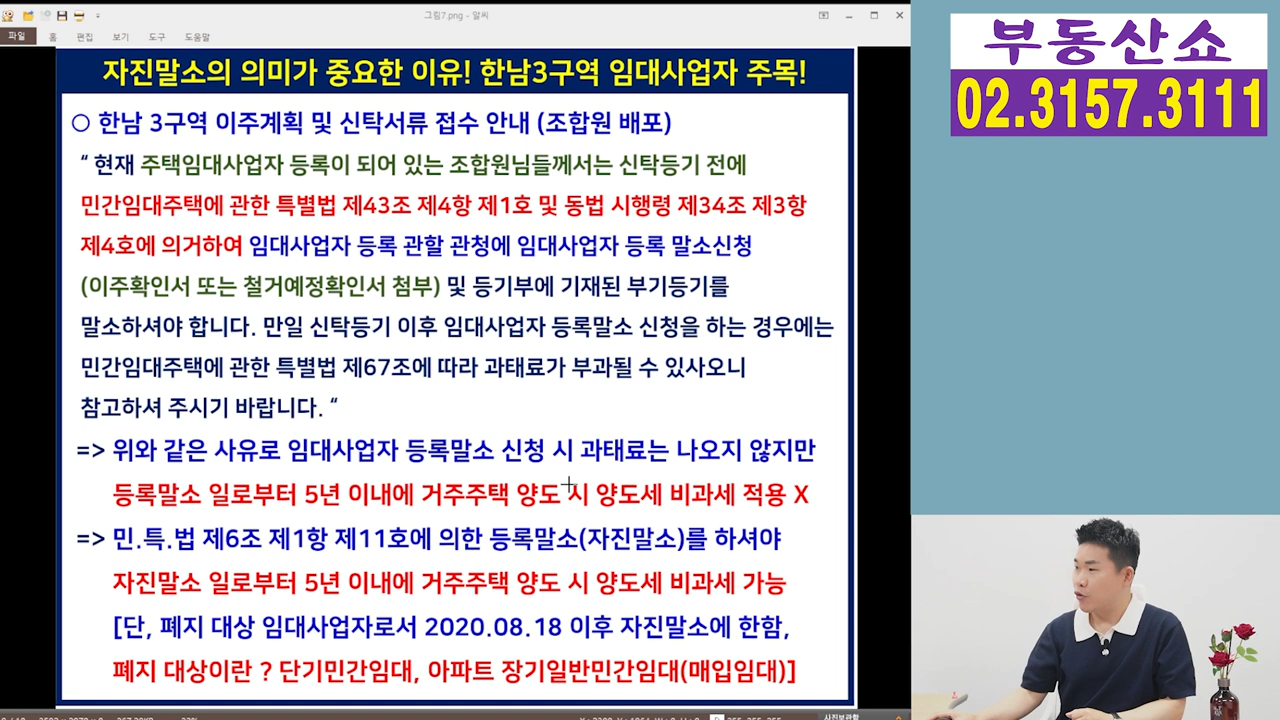 그림7.png - 알씨
파일 홈 편집 보기 도구 도움말
부동산쇼
02.3157.3111
자진말소의 의미가 중요한 이유! 한남3구역 임대사업자 주목!
○ 한남 3구역 이주계획 및 신탁서류 접수 안내 (조합원 배포)
“ 현재 주택임대사업자 등록이 되어 있는 조합원님들께서는 신탁등기 전에
민간임대주택에 관한 특별법 제43조 제4항 제1호 및 동법 시행령 제34조 제3항
제4호에 의거하여 임대사업자 등록 관할 관청에 임대사업자 등록 말소신청
(이주확인서 또는 철거예정확인서 첨부) 및 등기부에 기재된 부기등기를
말소하셔야 합니다. 만일 신탁등기 이후 임대사업자 등록말소 신청을 하는 경우에는
민간임대주택에 관한 특별법 제67조에 따라 과태료가 부과될 수 있사오니
참고하셔 주시기 바랍니다. “
=> 위와 같은 사유로 임대사업자 등록말소 신청 시 과태료는 나오지 않지만
등록말소 일로부터 5년 이내에 거주주택 양도 시 양도세 비과세 적용 X
=> 민.특.법 제6조 제1항 제11호에 의한 등록말소(자진말소)를 하셔야
자진말소 일로부터 5년 이내에 거주주택 양도 시 양도세 비과세 가능
[단, 폐지 대상 임대사업자로서 2020.08.18 이후 자진말소에 한함,
폐지 대상이란 ? 단기민간임대, 아파트 장기일반민간임대(매입임대)]